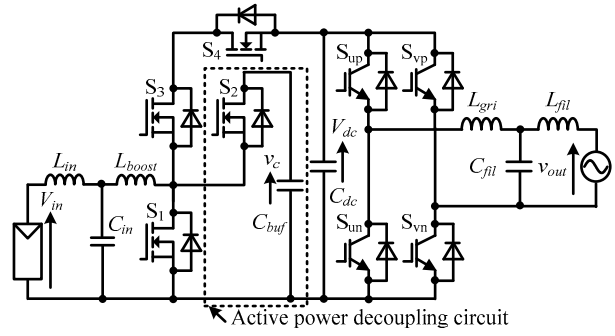 S4
Sup
Svp
S3
S2
Lgri
Lfil
Lin
Lboost
vc
Vdc
Vin
Cin
S1
Cbuf
Cdc
Cfil
vout
Sun
Svn
Active power decoupling circuit